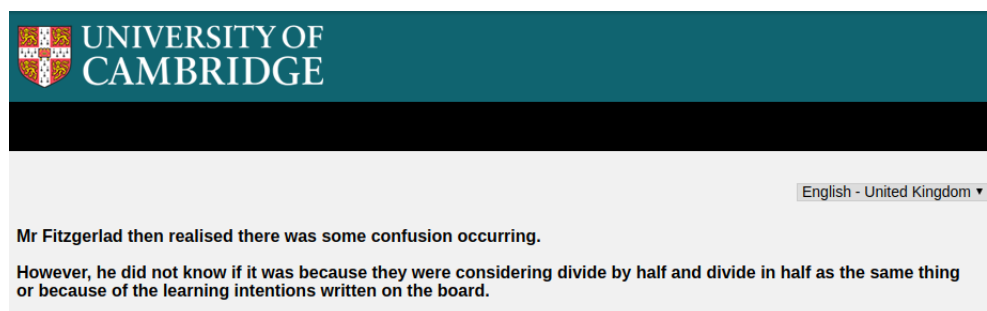 UNIVERSITY OF
CAMBRIDGE
English - United Kingdom
Mr Fitzgerlad then realised there was some confusion occurring.
However, he did not know if it was because they were considering divide by half and divide in half as the same thing
or because of the learning intentions written on the board.